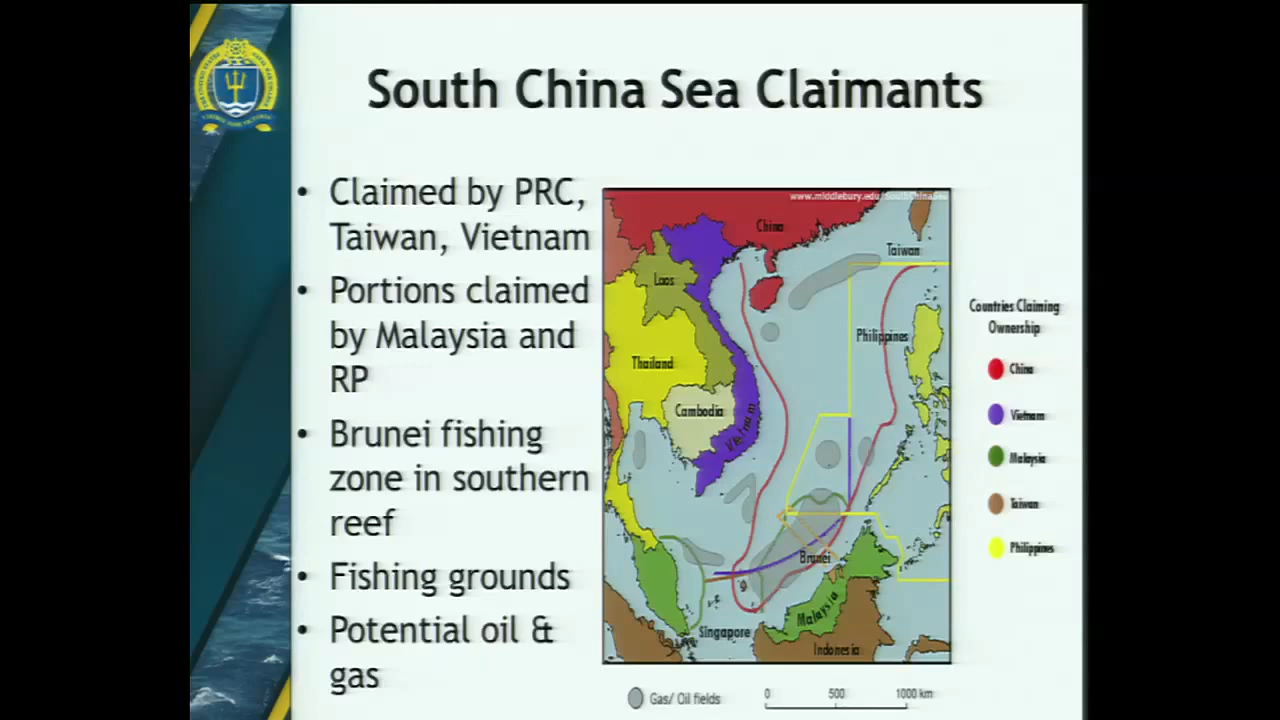 South China Sea Claimants
• Claimed by PRC,
Taiwan, Vietnam
• Portions claimed
by Malaysia and
RP
• Brunei fishing
zone in southern
reef
• Fishing grounds
• Potential oil &
gas
China
Taiwan
Laos
Philippines
Thailand
Cambodia
Vietnam
Brunei
Malaysia
Singapore
Indonesia
Countries Claiming
Ownership
China
Vietnam
Malaysia
Taiwan
Philippines
Gas/ Oil fields
0 500 1000 km